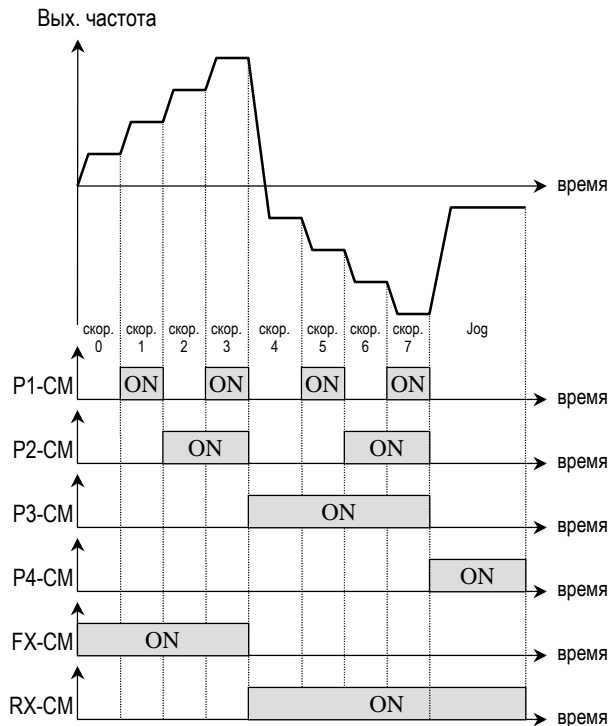 Вых. частота
время
скор. скор. скор. скор. скор. скор. скор. скор. Jog
0 1 2 3 4 5 6 7
P1-CM ON ON ON ON
время
P2-CM ON ON
время
P3-CM ON
время
P4-CM ON
время
FX-CM ON
время
RX-CM ON
время